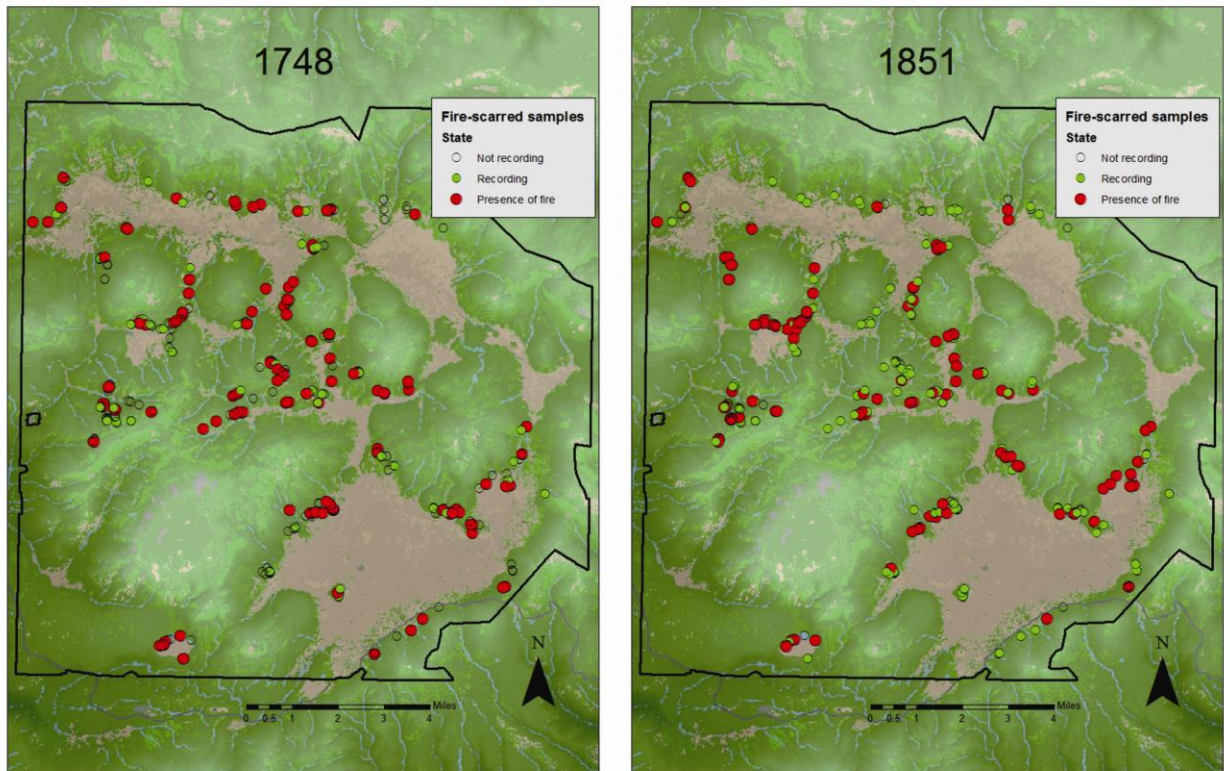 1748
Fire-scarred samples
State
Not recording
Recording
Presence of fire
N
Miles
0 0.5 1 2 3 4
1851
Fire-scarred samples
State
Not recording
Recording
Presence of fire
N
Miles
0 0.5 1 2 3 4